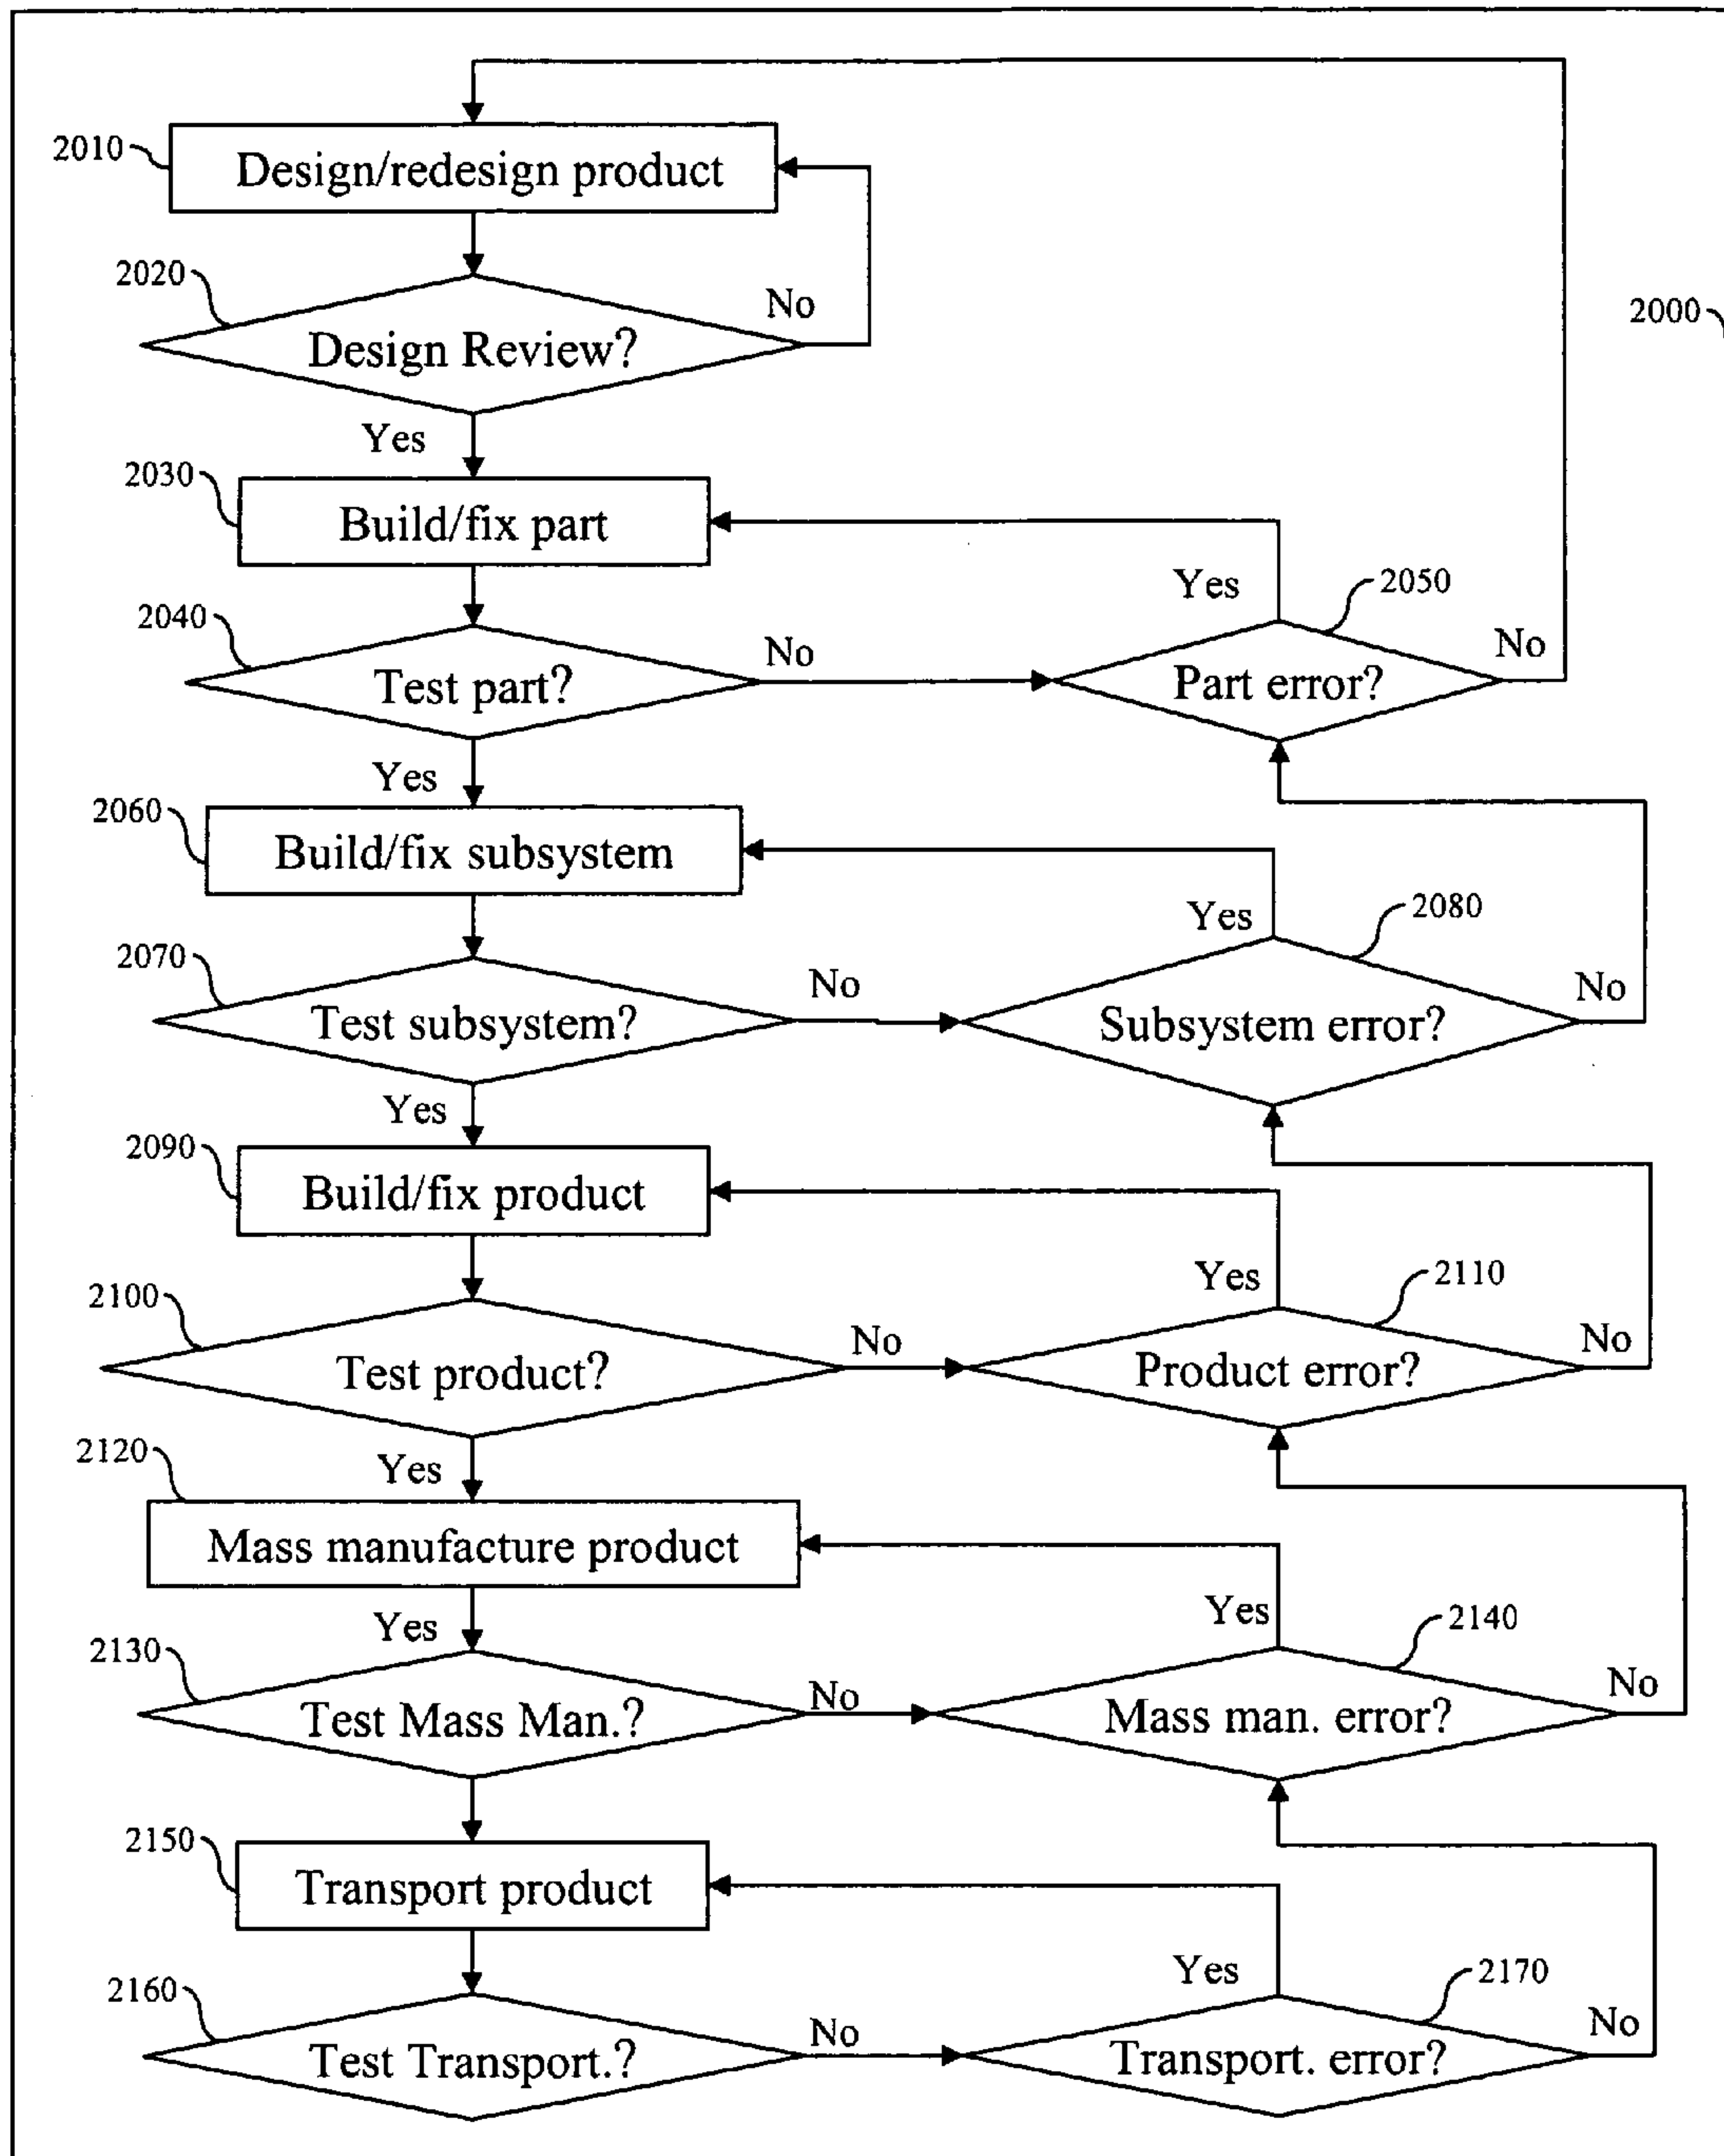 2010
Design/redesign product
2020
No
2000
Design Review?
Yes
2030
Build/fix part
Yes
2050
2040
No
No
Test part?
Part error?
Yes
2060
Build/fix subsystem
Yes
2080
2070
No
No
Test subsystem?
Subsystem error?
Yes
2090
Build/fix product
Yes
2110
2100
No
No
Test product?
Product error?
2120
Yes
Mass manufacture product
Yes
Yes
2140
2130
No
No
Test Mass Man.?
Mass man. error?
2150
Transport product
Yes
2170
2160
No
No
Test Transport.?
Transport. error?